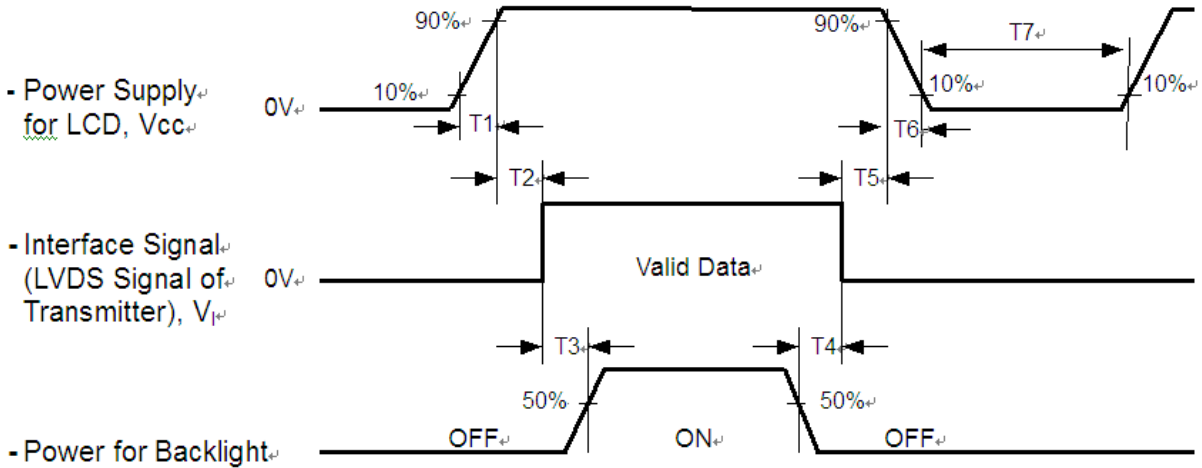 90%
90%
T7
- Power Supply
for LCD, Vcc
0V
10%
10%
10%
T1
T6
T2
T5
- Interface Signal
(LVDS Signal of
Transmitter), VI
0V
Valid Data
T3
T4
50%
50%
- Power for Backlight
OFF
ON
OFF